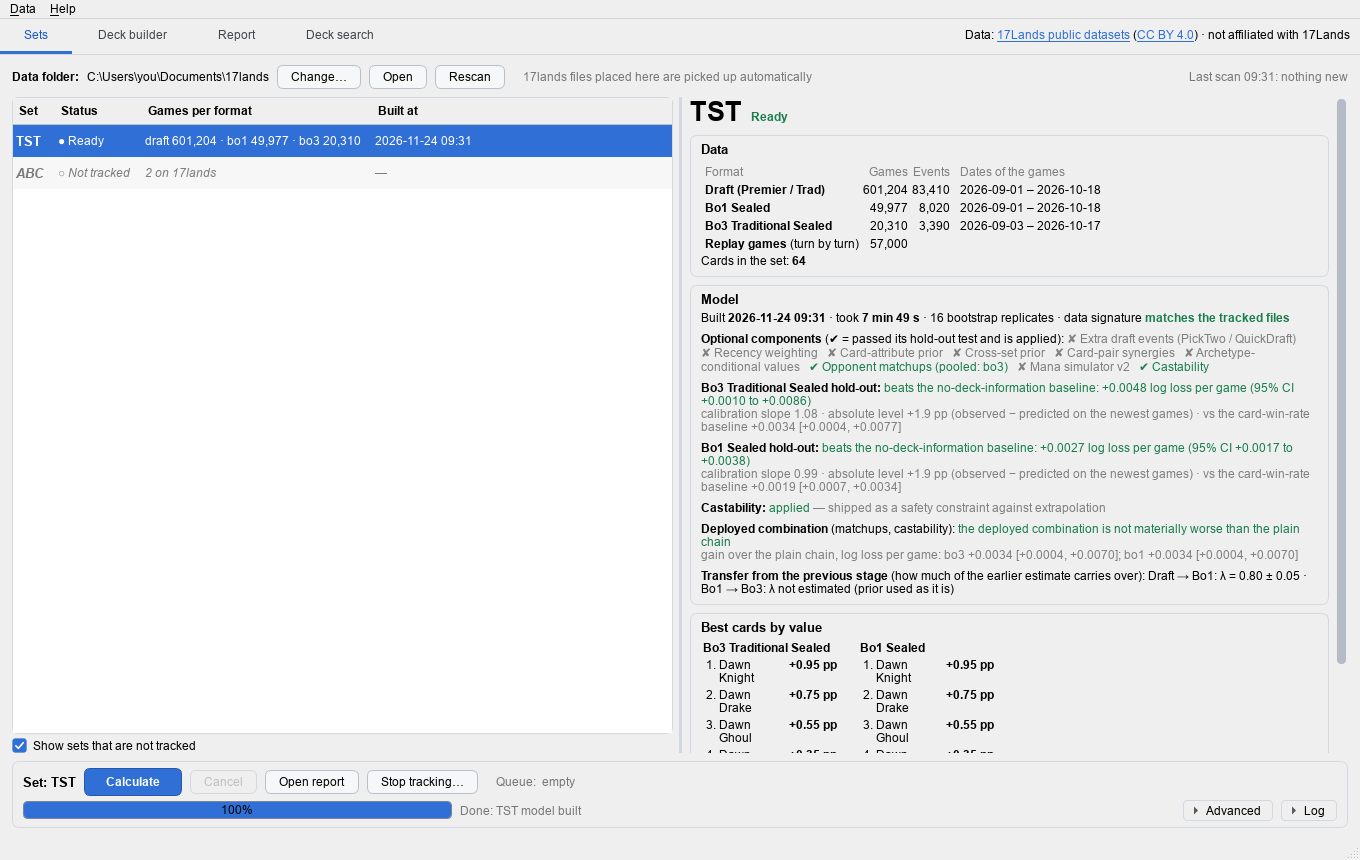 Data Help
Sets Deck builder Report Deck search Data: 17Lands public datasets (CC BY 4.0) · not affiliated with 17Lands
Data folder: C:\Users\you\Documents\17lands Change… Open Rescan 17lands files placed here are picked up automatically Last scan 09:31: nothing new
Set Status Games per format Built at
TST ● Ready draft 601,204 · bo1 49,977 · bo3 20,310 2026-11-24 09:31
ABC ○ Not tracked 2 on 17lands —
Show sets that are not tracked
TST Ready
Data
Format Games Events Dates of the games
Draft (Premier / Trad) 601,204 83,410 2026-09-01 – 2026-10-18
Bo1 Sealed 49,977 8,020 2026-09-01 – 2026-10-18
Bo3 Traditional Sealed 20,310 3,390 2026-09-03 – 2026-10-17
Replay games (turn by turn) 57,000
Cards in the set: 64
Model
Built 2026-11-24 09:31 · took 7 min 49 s · 16 bootstrap replicates · data signature matches the tracked files
Optional components (✔ = passed its hold-out test and is applied): ✘ Extra draft events (PickTwo / QuickDraft)
✘ Recency weighting ✘ Card-attribute prior ✘ Cross-set prior ✘ Card-pair synergies ✘ Archetype-
conditional values ✔ Opponent matchups (pooled: bo3) ✘ Mana simulator v2 ✔ Castability
Bo3 Traditional Sealed hold-out: beats the no-deck-information baseline: +0.0048 log loss per game (95% CI
+0.0010 to +0.0086)
calibration slope 1.08 · absolute level +1.9 pp (observed − predicted on the newest games) · vs the card-win-rate
baseline +0.0034 [+0.0004, +0.0077]
Bo1 Sealed hold-out: beats the no-deck-information baseline: +0.0027 log loss per game (95% CI +0.0017 to
+0.0038)
calibration slope 0.99 · absolute level +1.9 pp (observed − predicted on the newest games) · vs the card-win-rate
baseline +0.0019 [+0.0007, +0.0034]
Castability: applied — shipped as a safety constraint against extrapolation
Deployed combination (matchups, castability): the deployed combination is not materially worse than the plain
chain
gain over the plain chain, log loss per game: bo3 +0.0034 [+0.0004, +0.0070]; bo1 +0.0034 [+0.0004, +0.0070]
Transfer from the previous stage (how much of the earlier estimate carries over): Draft → Bo1: λ = 0.80 ± 0.05 ·
Bo1 → Bo3: λ not estimated (prior used as it is)
Best cards by value
Bo3 Traditional Sealed Bo1 Sealed
1. Dawn +0.95 pp 1. Dawn +0.95 pp
Knight Knight
2. Dawn +0.75 pp 2. Dawn +0.75 pp
Drake Drake
3. Dawn +0.55 pp 3. Dawn +0.55 pp
Ghoul Ghoul
Set: TST Calculate Cancel Open report Stop tracking… Queue: empty
100% Done: TST model built Advanced Log